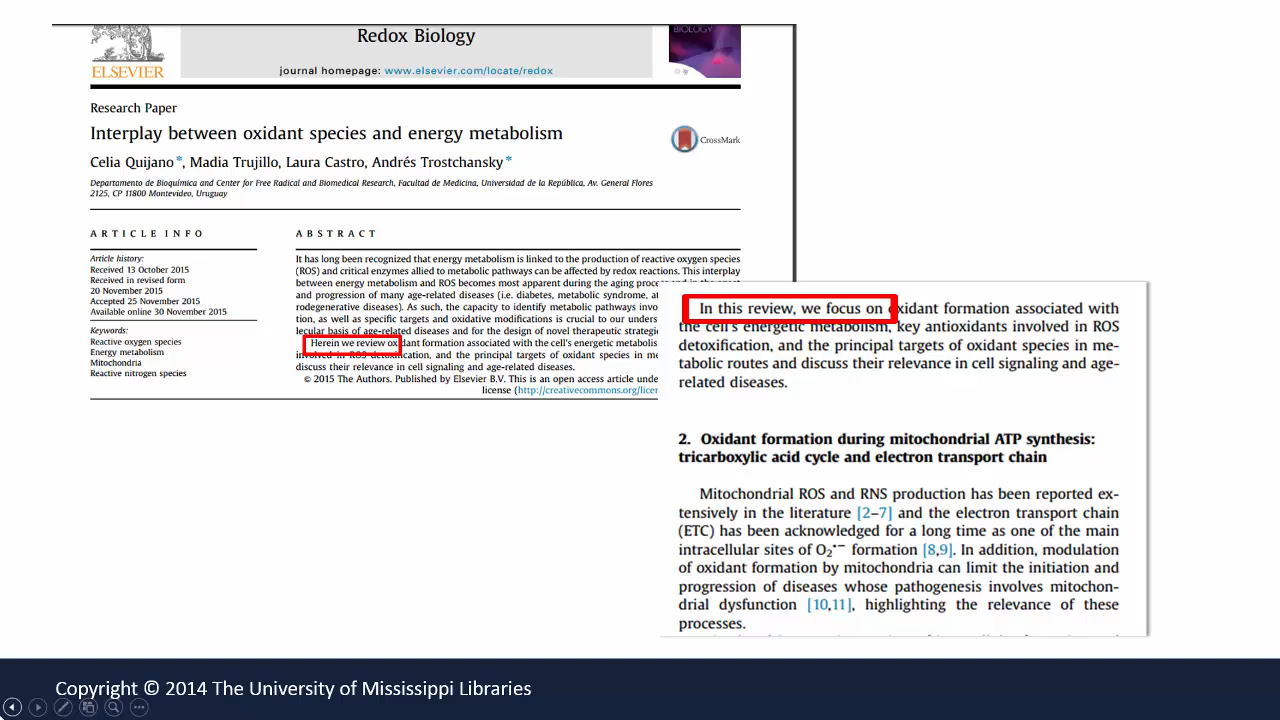 Redox Biology
BIOLOGY
ELSEVIER
journal homepage: www.elsevier.com/locate/redox
Research Paper
Interplay between oxidant species and energy metabolism
CrossMark
Celia Quijano*, Madia Trujillo, Laura Castro, Andrés Trostchansky*
Departamento de Bioquímica and Center for Free Radical and Biomedical Research, Facultad de Medicina, Universidad de la República, Av. General Flores
2125, CP 11800 Montevideo, Uruguay
ARTICLE INFO
Article history:
Received 13 October 2015
Received in revised form
20 November 2015
Accepted 25 November 2015
Available online 30 November 2015
Keywords:
Reactive oxygen species
Energy metabolism
Mitochondria
Reactive nitrogen species
ABSTRACT
It has long been recognized that energy metabolism is linked to the production of reactive oxygen species
(ROS) and critical enzymes allied to metabolic pathways can be affected by redox reactions. This interplay
between energy metabolism and ROS becomes most apparent during the aging
and progression of many age-related diseases (i.e. diabetes, metabolic syndrome,
rodegenerative diseases). As such, the capacity to identify metabolic pathways invo
tion, as well as specific targets and oxidative modifications is crucial to our unders
lecular basis of age-related diseases and for the design of novel therapeutic strategi
Herein we review oxidant formation associated with the cell's energetic metabolis
involved in ROS detoxification, and the principal targets of oxidant species in me
discuss their relevance in cell signaling and age-related diseases.
© 2015 The Authors. Published by Elsevier B.V. This is an open access article unde
license (http://creativecommons.org/licen
In this review, we focus on oxidant formation associated with
the cell's energetic metabolism, key antioxidants involved in ROS
detoxification, and the principal targets of oxidant species in me-
tabolic routes and discuss their relevance in cell signaling and age-
related diseases.
2. Oxidant formation during mitochondrial ATP synthesis:
tricarboxylic acid cycle and electron transport chain
Mitochondrial ROS and RNS production has been reported ex-
tensively in the literature [2–7] and the electron transport chain
(ETC) has been acknowledged for a long time as one of the main
intracellular sites of O₂•− formation [8,9]. In addition, modulation
of oxidant formation by mitochondria can limit the initiation and
progression of diseases whose pathogenesis involves mitochon-
drial dysfunction [10,11], highlighting the relevance of these
processes.
Copyright © 2014 The University of Mississippi Libraries